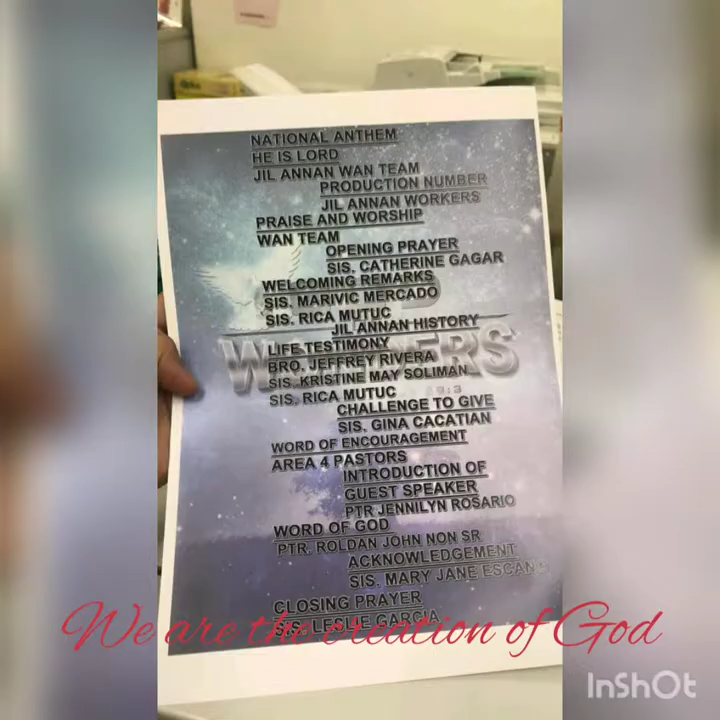 NATIONAL ANTHEM
HE IS LORD
JIL ANNAN WAN TEAM
PRODUCTION NUMBER
JIL ANNAN WORKERS
PRAISE AND WORSHIP
WAN TEAM
OPENING PRAYER
SIS. CATHERINE GAGAR
WELCOMING REMARKS
SIS. MARIVIC MERCADO
SIS. RICA MUTUC
JIL ANNAN HISTORY
LIFE TESTIMONY
BRO. JEFFREY RIVERA
SIS. KRISTINE MAY SOLIMAN
SIS. RICA MUTUC
9:3
CHALLENGE TO GIVE
SIS. GINA CACATIAN
WORD OF ENCOURAGEMENT
AREA 4 PASTORS
INTRODUCTION OF
GUEST SPEAKER
PTR JENNILYN ROSARIO
WORD OF GOD
PTR. ROLDAN JOHN NON SR
ACKNOWLEDGEMENT
SIS. MARY JANE
CLOSING PRAYER
SIS. LESLIE GARCIA
We are the creation of God
InShOt